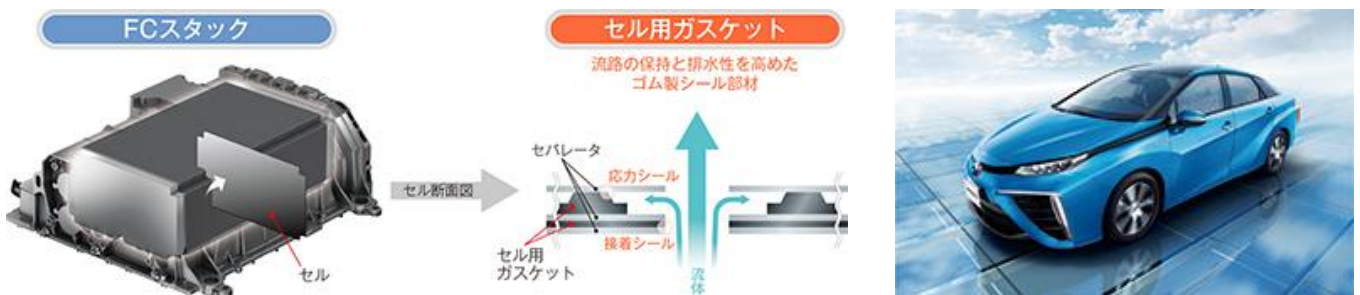 FCスタック
セル
セル断面図
セル用ガスケット
流路の保持と排水性を高めた
ゴム製シール部材
セパレータ
応力シール
接着シール
セル用
ガスケット
流体